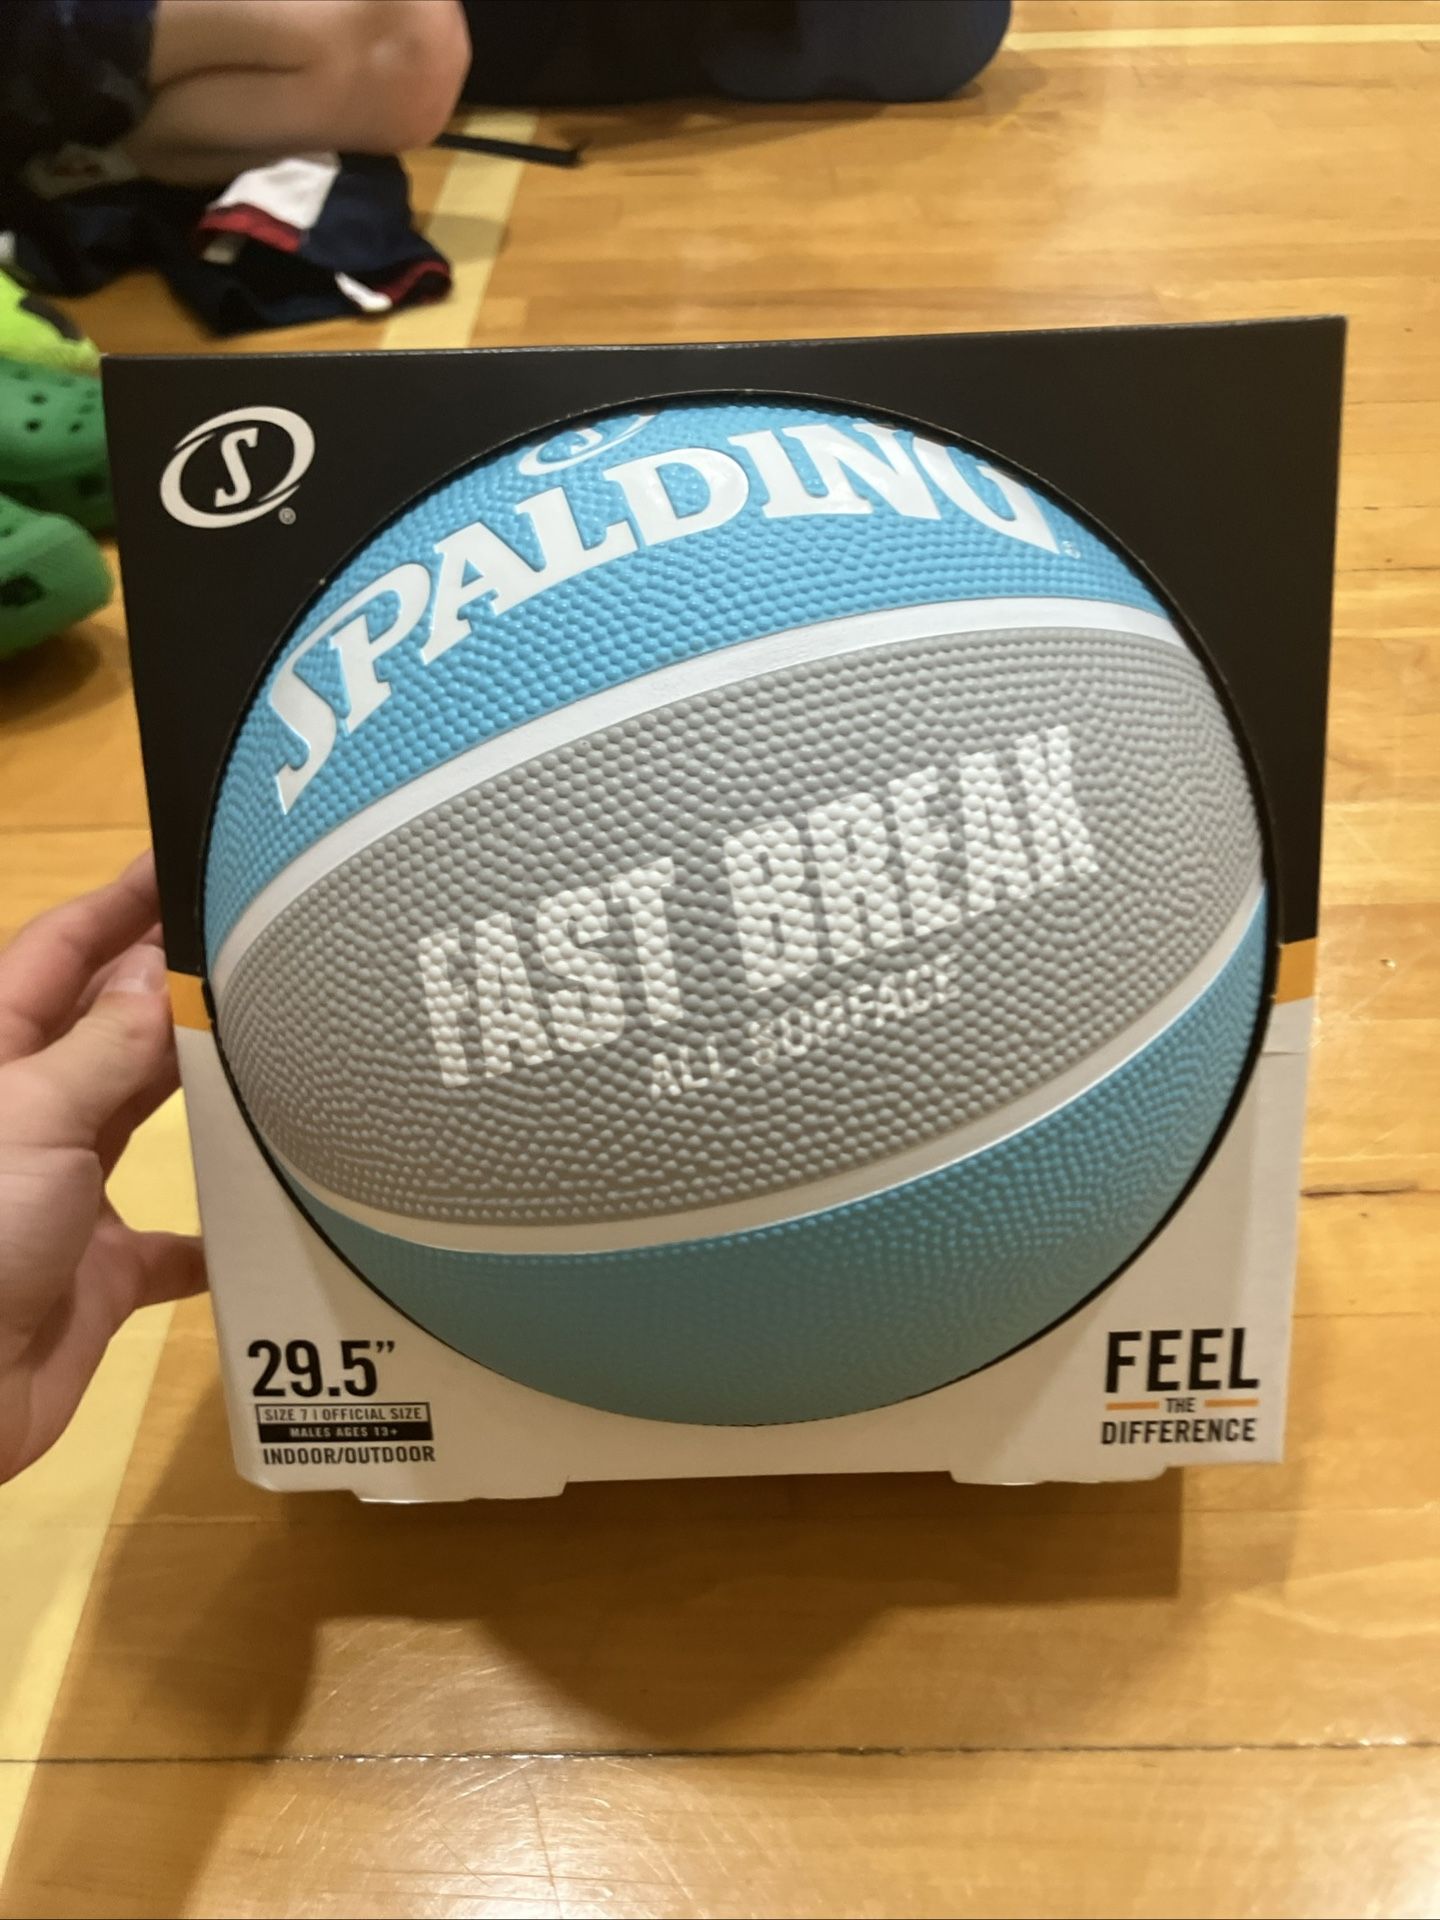 S
®
S
SPALDING
®
FAST BREAK
ALL SURFACE
29.5”
SIZE 7 | OFFICIAL SIZE
MALES AGES 13+
INDOOR/OUTDOOR
FEEL
THE
DIFFERENCE